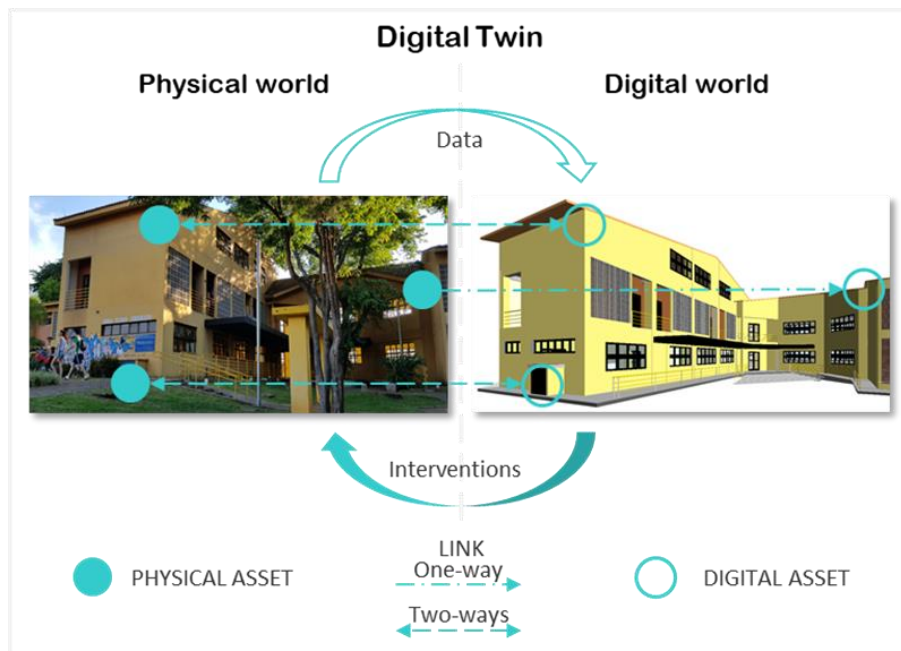 Digital Twin
Physical world
Digital world
Data
Interventions
LINK
One-way
PHYSICAL ASSET
DIGITAL ASSET
Two-ways